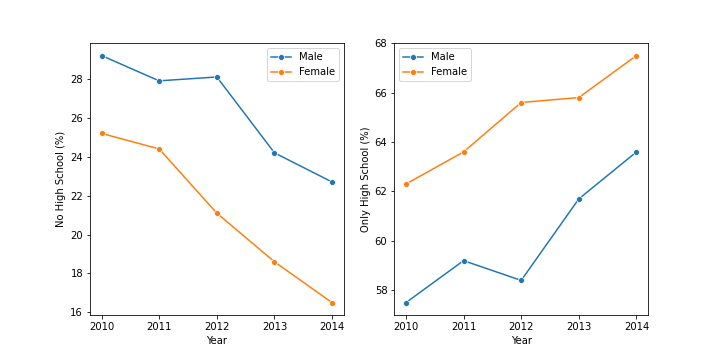 Male
Female
28
26
24
22
20
18
16
No High School (%)
2010 2011 2012 2013 2014
Year
Male
Female
68
66
64
62
60
58
Only High School (%)
2010 2011 2012 2013 2014
Year